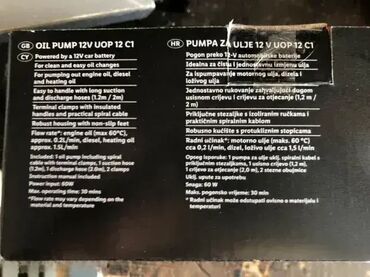 GB OIL PUMP 12V UOP 12 C1
CY Powered by a 12V car battery
For clean and easy oil changes
For pumping out engine oil, diesel
and heating oil
Easy to handle with long suction
and discharge hoses (1.2m / 2m)
Terminal clamps with insulated
handles and practical spiral cable
Robust housing with non-slip feet
Flow rate*: engine oil (max 60°C),
approx. 0.2L/min, diesel, heating oil,
approx. 1.5L/min
Included: 1 oil pump including spiral
cable with terminal clamps, 1 suction hose
(1.2m), 1 discharge hose (2.0m), 2 clamps
Instruction manual included
Power input: 60W
Max. operating time: 30 mins
*Flow rate may vary depending on the
material and temperature
HR PUMPA ZA ULJE 12 V UOP 12 C1
Pogon preko 12 V automobilske baterije
Idealna za čistu i jednostavnu izmjenu ulja
Za ispumpavanje motornog ulja, dizela i
loživog ulja
Jednostavno rukovanje zahvaljujući dugom
usisnom crijevu i crijevu za otjecanje (1,2 m /
2 m)
Priključne stezaljke s izoliranim ručkama i
praktičnim spiralnim kablom
Robusno kućište s protukliznim stopicama
Radni učinak*: motorno ulje (maks. 60 °C)
cca 0,2 l/min, dizel, loživo ulje cca 1,5 l/min
Opseg isporuke: 1 pumpa za ulje uklj. spiralni kabel s
priključnim stezaljkama, 1 usisno crijevo (1,2 m),
1 crijevo za otjecanje (2,0 m), 2 stezne obujmice
Uklj. upute za upotrebu
Snaga: 60 W
Maks. pogonsko vrijeme: 30 min
* Radni učinak može odstupati ovisno o materijalu i
temperaturi